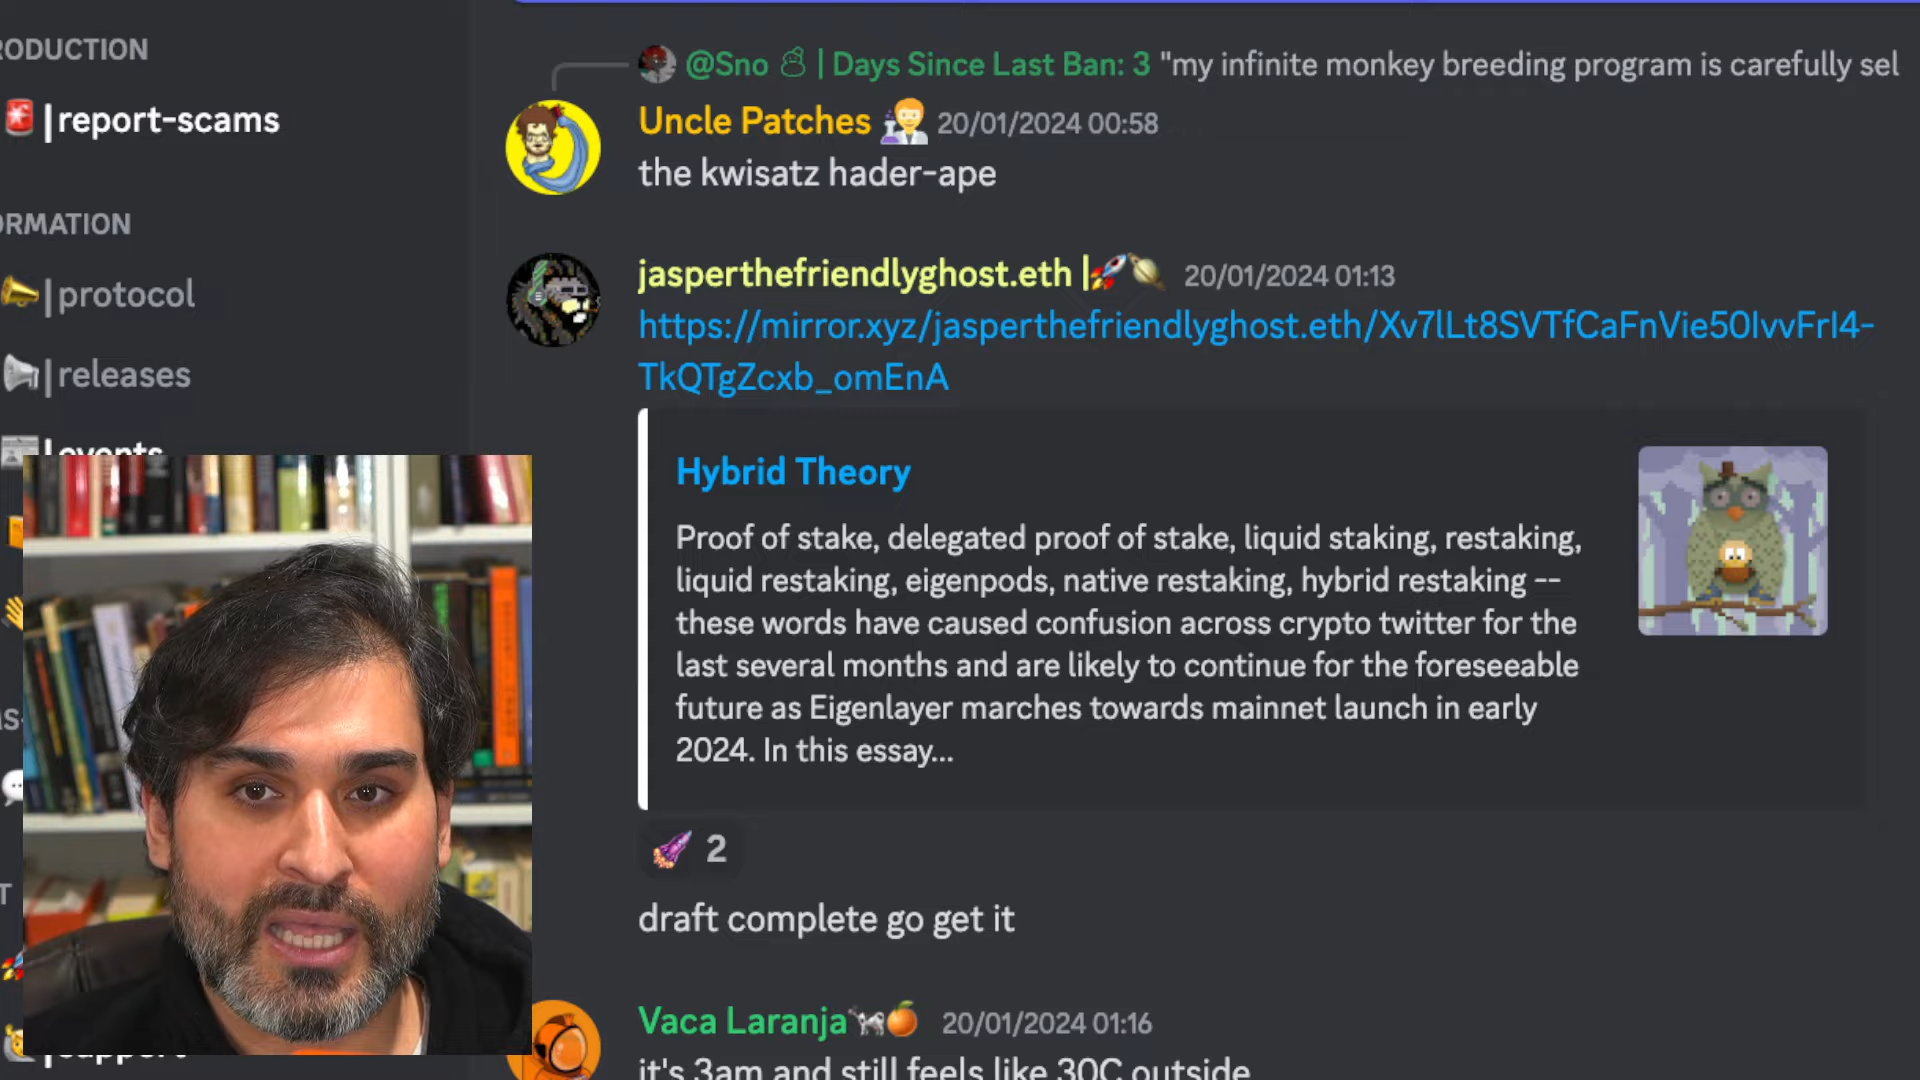 RODUCTION
|report-scams
ORMATION
|protocol
|releases
|events
support
@Sno | Days Since Last Ban: 3 "my infinite monkey breeding program is carefully sel
Uncle Patches 20/01/2024 00:58
the kwisatz hader-ape
jasperthefriendlyghost.eth | 20/01/2024 01:13
https://mirror.xyz/jasperthefriendlyghost.eth/Xv7lLt8SVTfCaFnVie50IvvFrI4-
TkQTgZcxb_omEnA
Hybrid Theory
Proof of stake, delegated proof of stake, liquid staking, restaking,
liquid restaking, eigenpods, native restaking, hybrid restaking --
these words have caused confusion across crypto twitter for the
last several months and are likely to continue for the foreseeable
future as Eigenlayer marches towards mainnet launch in early
2024. In this essay...
2
draft complete go get it
Vaca Laranja 20/01/2024 01:16
it's 3am and still feels like 30C outside